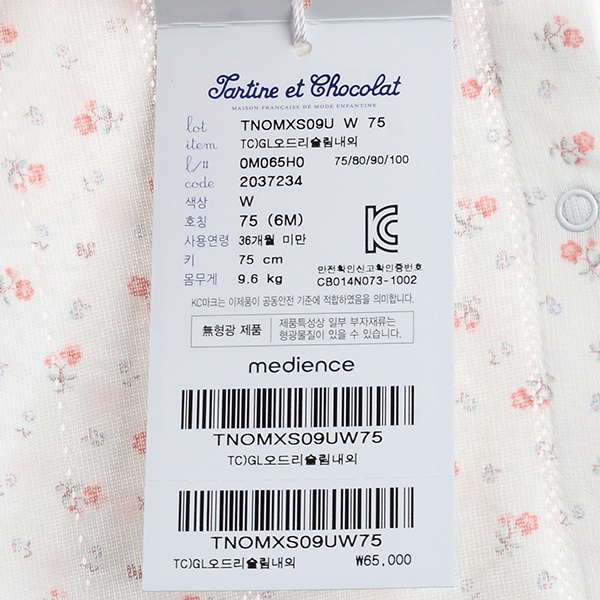 Tartine et Chocolat
MAISON FRANÇAISE DE MODE ENFANTINE
lot TNOMXS09U W 75
item TC)GL오드리슬림내의
l/# 0M065H0 75/80/90/100
code 2037234
색상 W
호칭 75 (6M)
사용연령 36개월 미만
키 75 cm
몸무게 9.6 kg
안전확인신고확인증번호
CB014N073-1002
KC마크는 이제품이 공동안전 기준에 적합하였음을 의미합니다.
無형광 제품
제품특성상 일부 부자재류는
형광물질이 있을 수 있습니다.
medience
TNOMXS09UW75
TC)GL오드리슬림내의
TNOMXS09UW75
TC)GL오드리슬림내의 ₩65,000